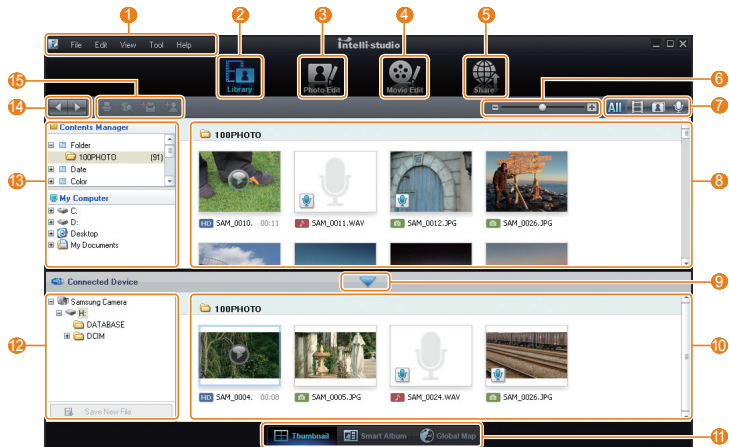 1 2 3 4 5
File Edit View Tool Help
intelli-studio
Library Photo Edit Movie Edit Share
15 6
14 All 7
Contents Manager
Folder
100PHOTO (91)
Date
Color
13
My Computer
C:
D:
Desktop
My Documents
100PHOTO
HD SAM_0010. 00:11 SAM_0011.WAV SAM_0012.JPG SAM_0026.JPG
8
Connected Device
9
Samsung Camera
H:
DATABASE
DCIM
12
Save New File
100PHOTO
HD SAM_0004. 00:08 SAM_0005.JPG SAM_0024.WAV SAM_0026.JPG
10
Thumbnail Smart Album Global Map
11